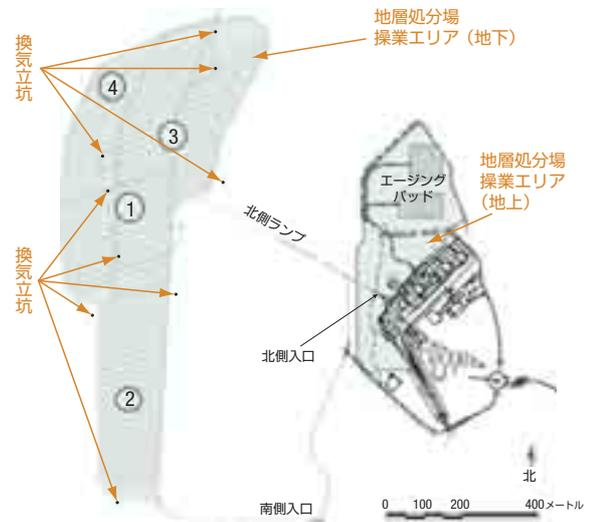 地層処分場
操業エリア（地下）
換気立坑
④
③
地層処分場
操業エリア
（地上）
エージング
パッド
①
北側ランプ
換気立坑
北側入口
②
北
南側入口
0 100 200 400メートル